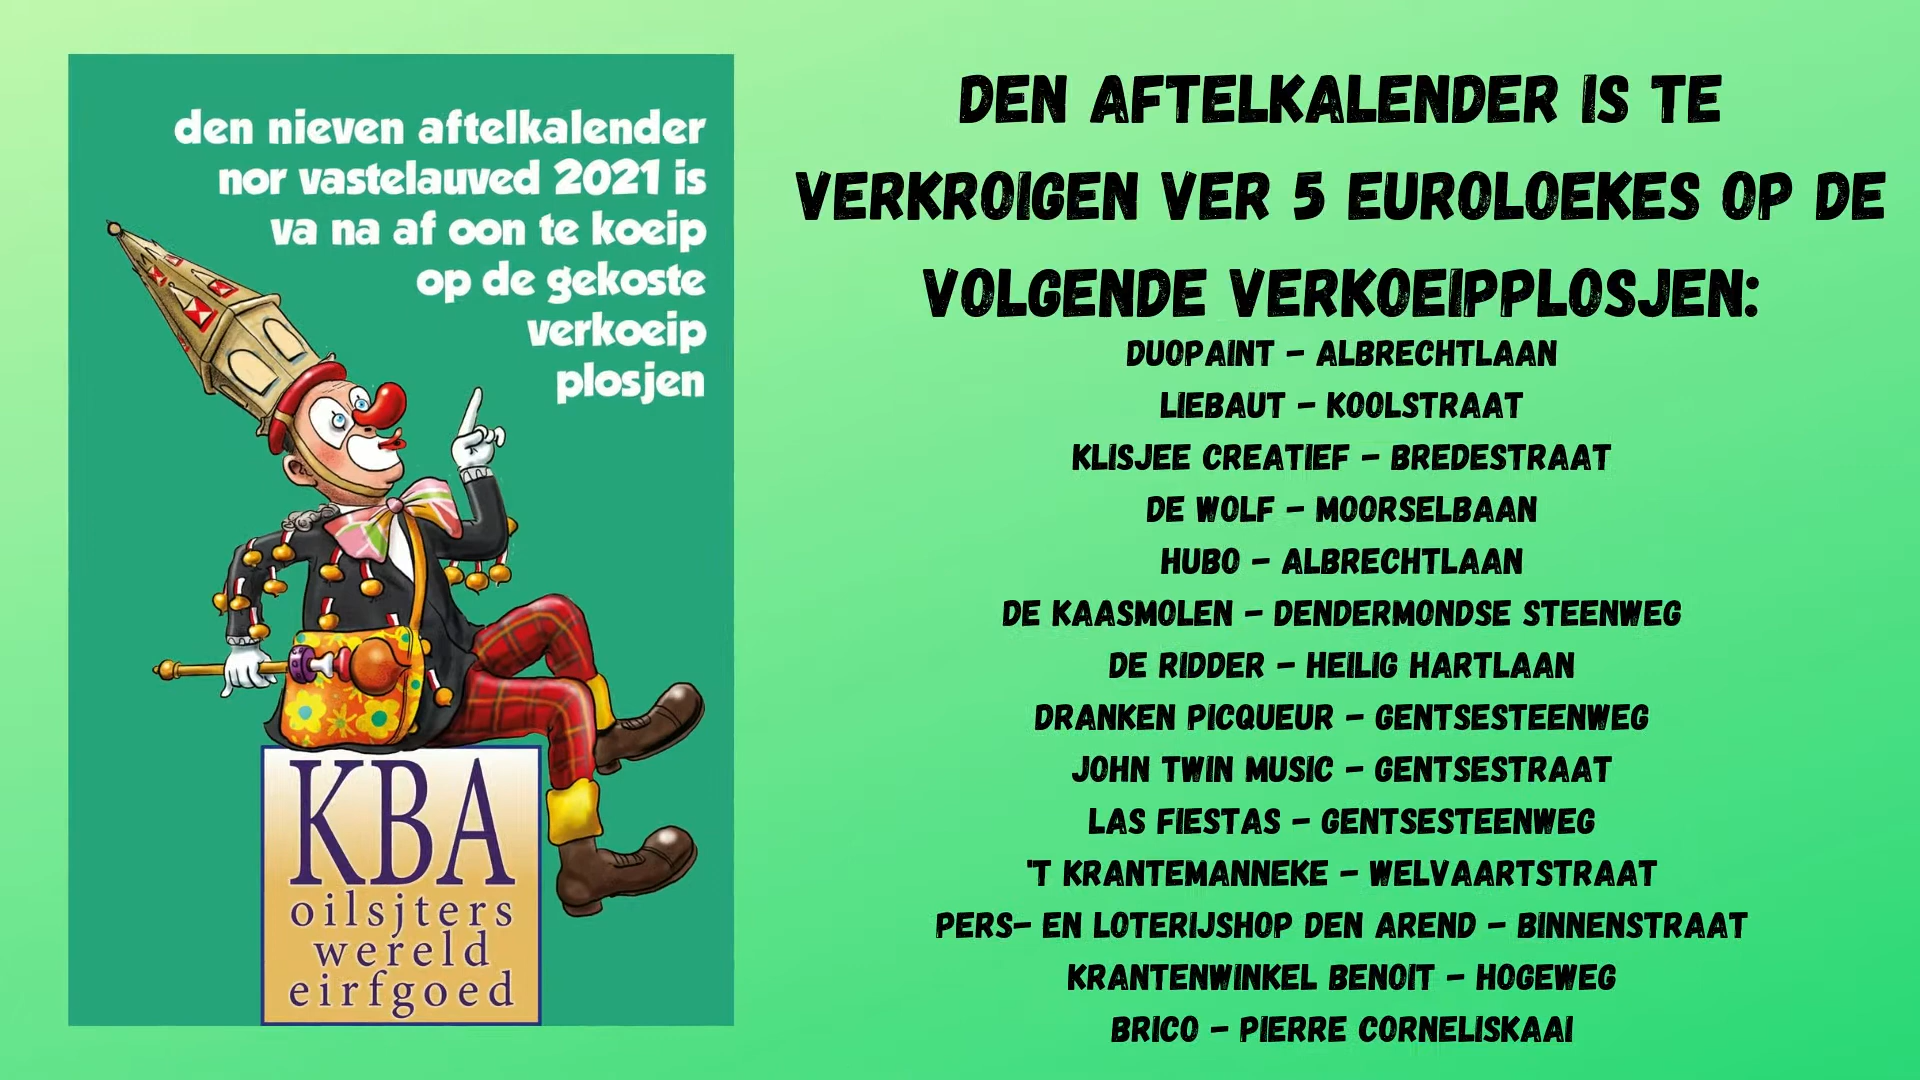 den nieven aftelkalender
nor vastelauved 2021 is
va na af oon te koeip
op de gekoste
verkoeip
plosjen
KBA
oilsjters
wereld
eirfgoed
DEN AFTELKALENDER IS TE
VERKROIGEN VER 5 EUROLOEKES OP DE
VOLGENDE VERKOEIPPLOSJEN:
DUOPAINT - ALBRECHTLAAN
LIEBAUT - KOOLSTRAAT
KLISJEE CREATIEF - BREDESTRAAT
DE WOLF - MOORSELBAAN
HUBO - ALBRECHTLAAN
DE KAASMOLEN - DENDERMONDSE STEENWEG
DE RIDDER - HEILIG HARTLAAN
DRANKEN PICQUEUR - GENTSESTEENWEG
JOHN TWIN MUSIC - GENTSESTRAAT
LAS FIESTAS - GENTSESTEENWEG
'T KRANTEMANNEKE - WELVAARTSTRAAT
PERS- EN LOTERIJSHOP DEN AREND - BINNENSTRAAT
KRANTENWINKEL BENOIT - HOGEWEG
BRICO - PIERRE CORNELISKAAI